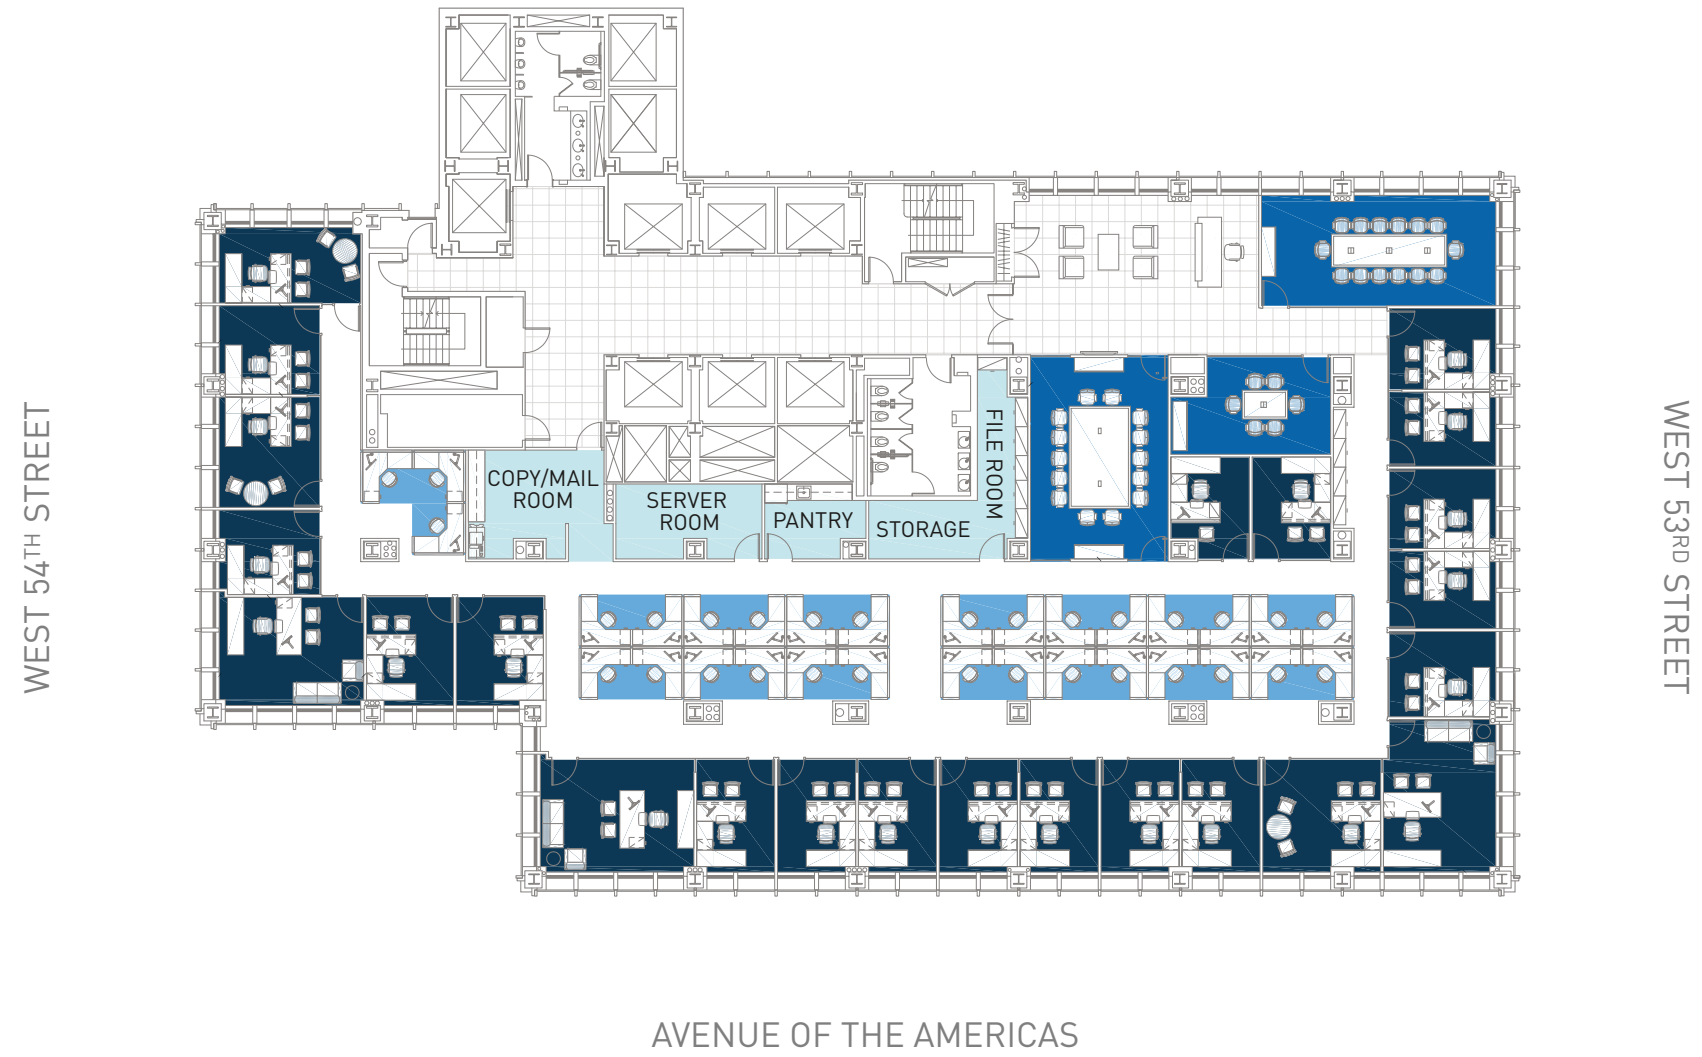 WEST 54TH STREET
COPY/MAIL
ROOM
SERVER
ROOM
PANTRY
STORAGE
FILE ROOM
WEST 53RD STREET
AVENUE OF THE AMERICAS